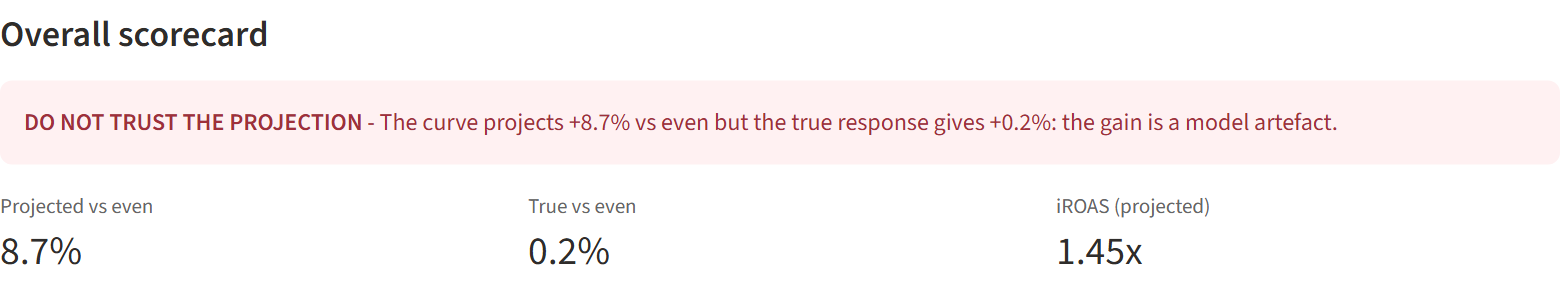 Overall scorecard
DO NOT TRUST THE PROJECTION - The curve projects +8.7% vs even but the true response gives +0.2%: the gain is a model artefact.
Projected vs even
True vs even
iROAS (projected)
8.7%
0.2%
1.45x